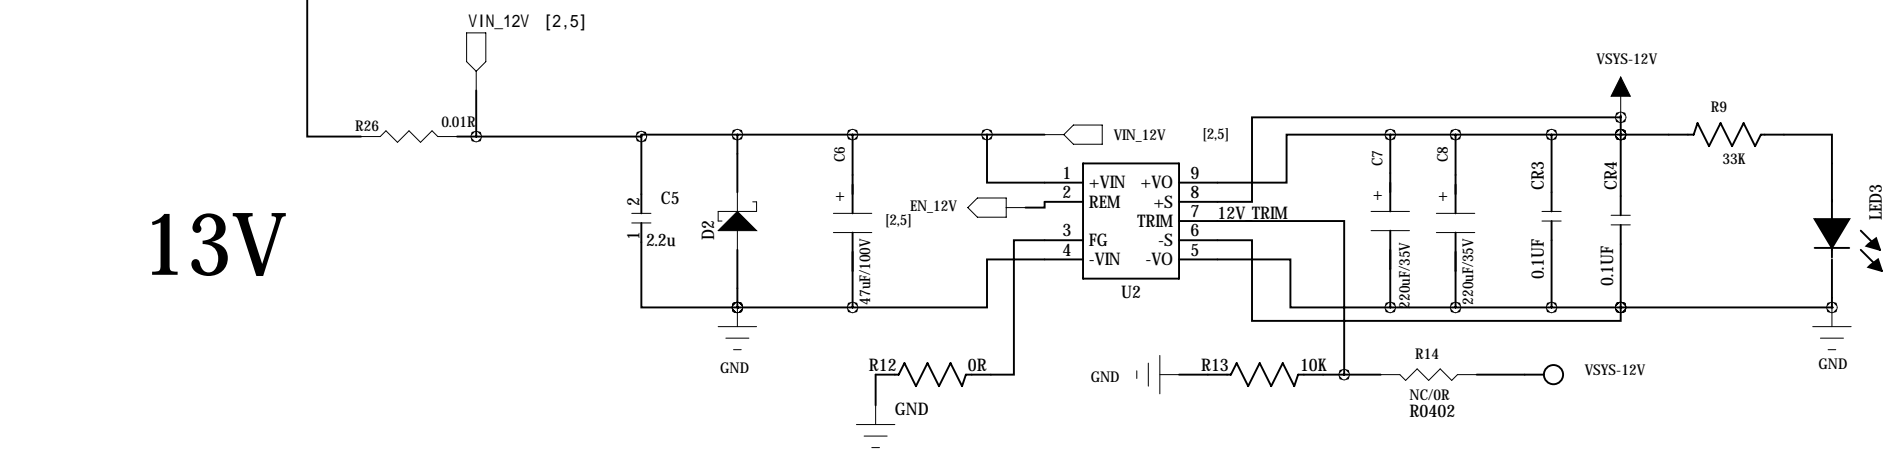 VIN_12V [2,5]
VSYS-12V
R26
0.01R
R9
33K
C6
VIN_12V [2,5]
C7
C8
CR3
CR4
1 +VIN +VO 9
2 REM +S 8
TRIM 7 12V TRIM
3 FG -S 6
4 -VIN -VO 5
U2
EN_12V
[2,5]
2
C5
1
2.2u
D2
+
47uF/100V
+
220uF/35V
+
220uF/35V
0.1UF
0.1UF
LED3
13V
GND
R12 0R
GND
GND
R13 10K
R14
NC/0R
R0402
VSYS-12V
GND